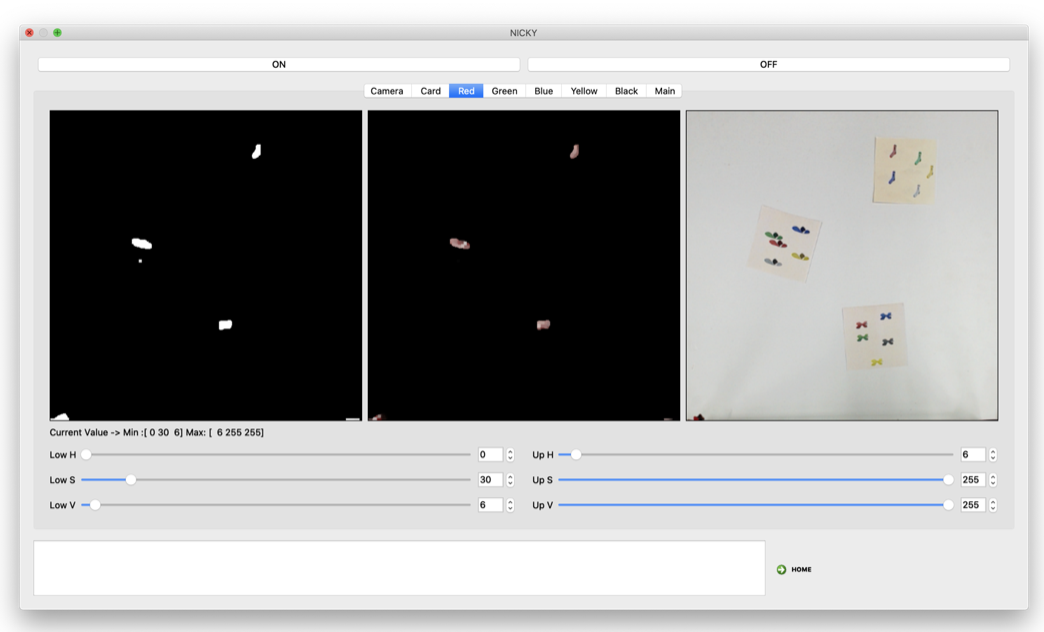 NICKY
ON OFF
Camera Card Red Green Blue Yellow Black Main
Current Value -> Min :[ 0 30  6] Max: [  6 255 255]
Low H 0 Up H 6
Low S 30 Up S 255
Low V 6 Up V 255
HOME